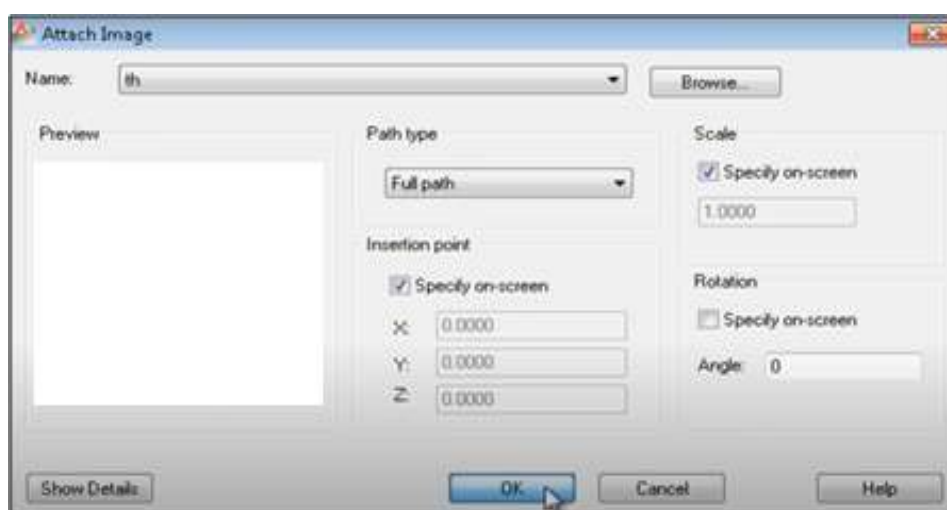 Attach Image
Name: th Browse...
Preview
Path type
Full path
Insertion point
Specify on-screen
X: 0.0000
Y: 0.0000
Z: 0.0000
Scale
Specify on-screen
1.0000
Rotation
Specify on-screen
Angle: 0
Show Details OK Cancel Help